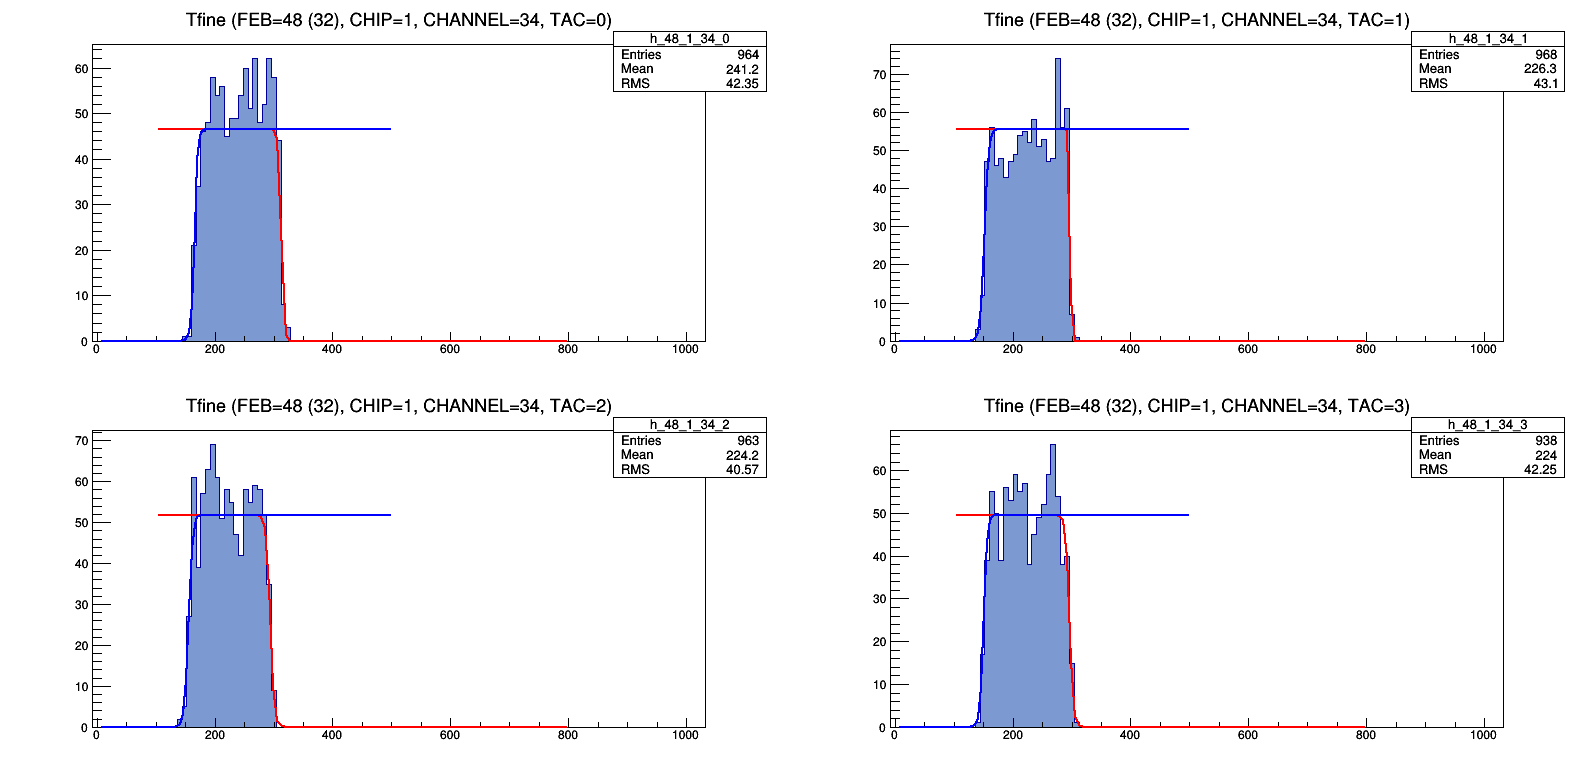 Tfine (FEB=48 (32), CHIP=1, CHANNEL=34, TAC=0)
h_48_1_34_0
Entries 964
Mean 241.2
RMS 42.35
60
50
40
30
20
10
0
0 200 400 600 800 1000
Tfine (FEB=48 (32), CHIP=1, CHANNEL=34, TAC=1)
h_48_1_34_1
Entries 968
Mean 226.3
RMS 43.1
70
60
50
40
30
20
10
0
0 200 400 600 800 1000
Tfine (FEB=48 (32), CHIP=1, CHANNEL=34, TAC=2)
h_48_1_34_2
Entries 963
Mean 224.2
RMS 40.57
70
60
50
40
30
20
10
0
0 200 400 600 800 1000
Tfine (FEB=48 (32), CHIP=1, CHANNEL=34, TAC=3)
h_48_1_34_3
Entries 938
Mean 224
RMS 42.25
60
50
40
30
20
10
0
0 200 400 600 800 1000